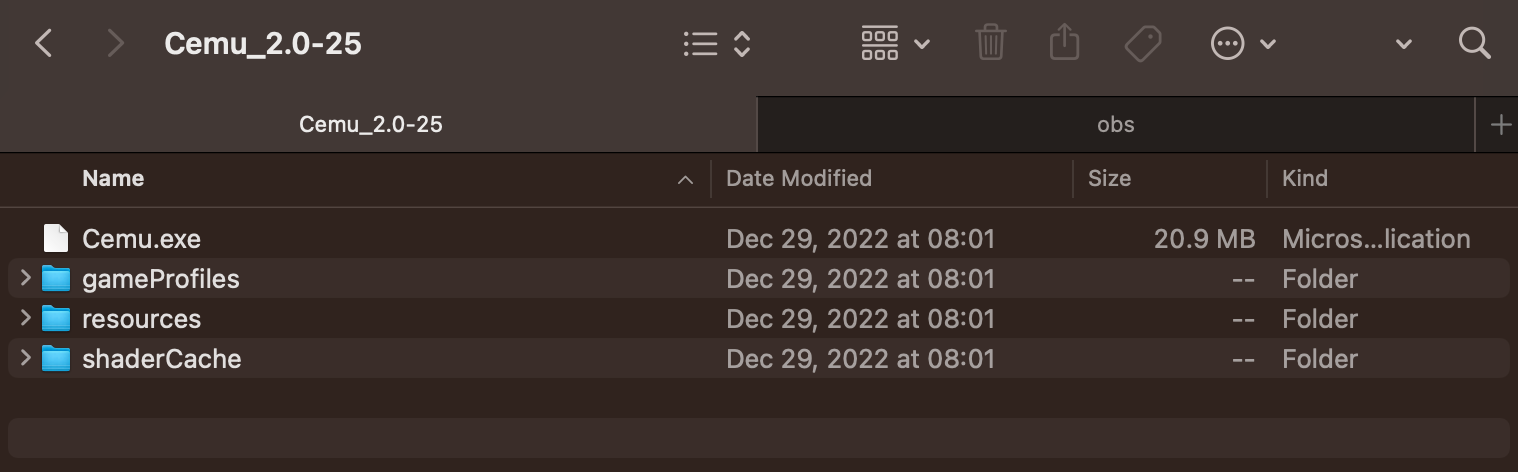 Cemu_2.0-25
Cemu_2.0-25 obs
Name Date Modified Size Kind
Cemu.exe Dec 29, 2022 at 08:01 20.9 MB Micros...lication
gameProfiles Dec 29, 2022 at 08:01 -- Folder
resources Dec 29, 2022 at 08:01 -- Folder
shaderCache Dec 29, 2022 at 08:01 -- Folder